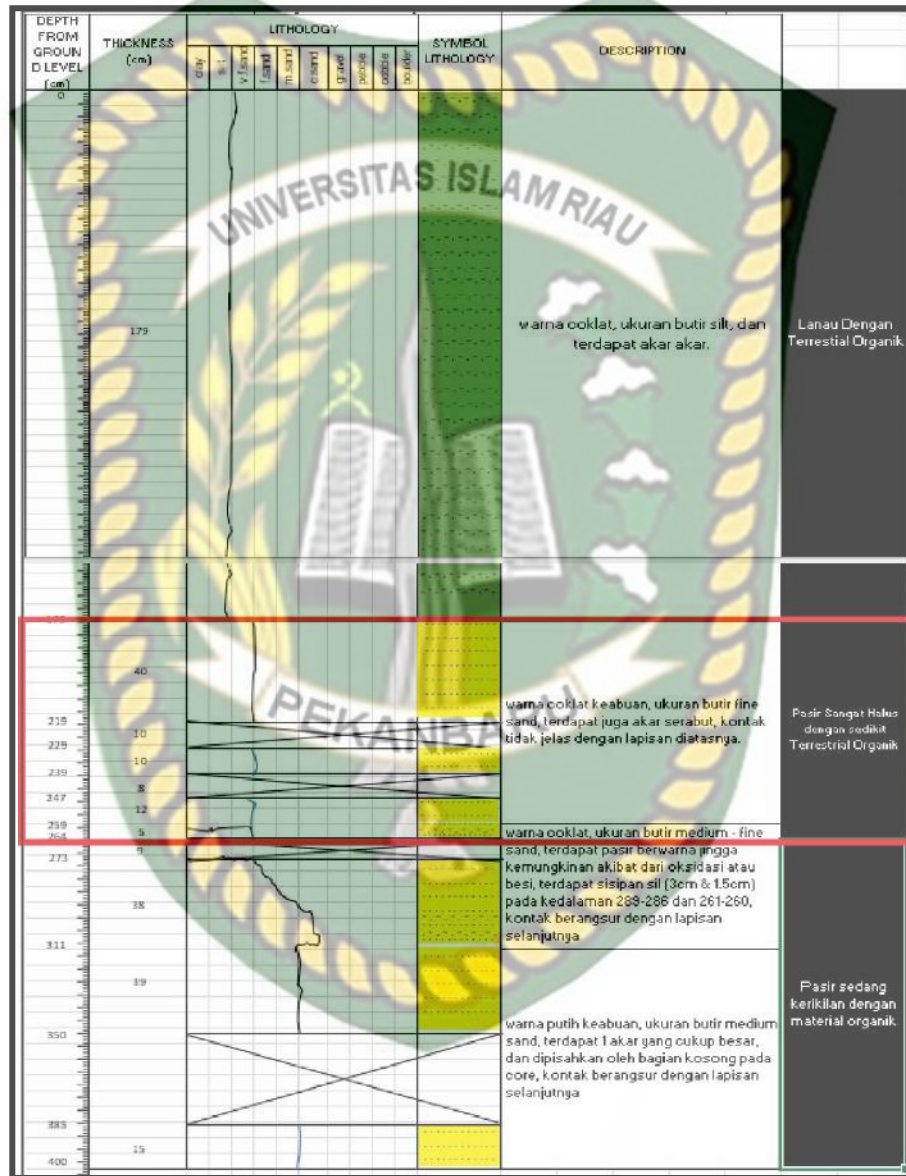 DEPTH
FROM
GROUN
D LEVEL
(cm)
THICKNESS
(cm)
LITHOLOGY
clay
silt
v.f.sand
f.sand
m.sand
c.sand
gravel
pebble
cobble
boulder
SYMBOL
LITHOLOGY
DESCRIPTION
0
UNIVERSITAS ISLAM RIAU
179
warna coklat, ukuran butir silt, dan
terdapat akar akar.
Lanau Dengan
Terrestial Organik
179
40
219
10
229
10
239
8
247
12
259
5
264
9
273
PEKANBARU
warna coklat keabuan, ukuran butir fine
sand, terdapat juga akar serabut, kontak
tidak jelas dengan lapisan diatasnya.
Pasir Sangat Halus
dengan sedikit
Terrestrial Organik
warna coklat, ukuran butir medium - fine
sand, terdapat pasir berwarna jingga
kemungkinan akibat dari oksidasi atau
besi, terdapat sisipan sil (3cm & 1.5cm)
pada kedalaman 289-286 dan 261-260,
kontak berangsur dengan lapisan
selanjutnya
38
311
39
350
warna putih keabuan, ukuran butir medium
sand, terdapat 1 akar yang cukup besar,
dan dipisahkan oleh bagian kosong pada
core, kontak berangsur dengan lapisan
selanjutnya
Pasir sedang
kerikilan dengan
material organik
385
15
400